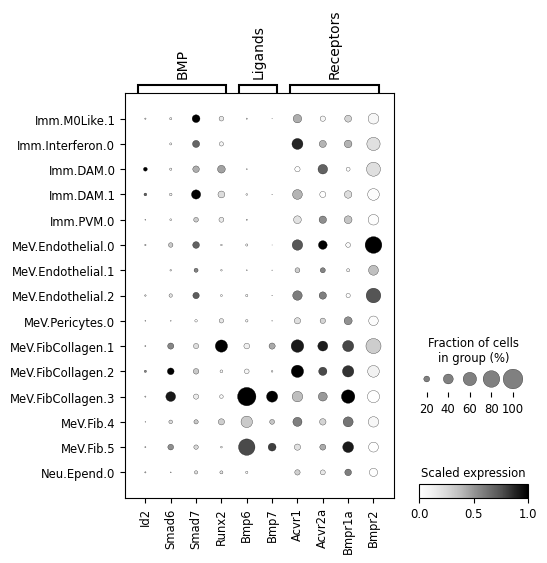 BMP
Ligands
Receptors
Imm.M0Like.1
Imm.Interferon.0
Imm.DAM.0
Imm.DAM.1
Imm.PVM.0
MeV.Endothelial.0
MeV.Endothelial.1
MeV.Endothelial.2
MeV.Pericytes.0
MeV.FibCollagen.1
MeV.FibCollagen.2
MeV.FibCollagen.3
MeV.Fib.4
MeV.Fib.5
Neu.Epend.0
Id2
Smad6
Smad7
Runx2
Bmp6
Bmp7
Acvr1
Acvr2a
Bmpr1a
Bmpr2
Fraction of cells
in group (%)
20 40 60 80 100
Scaled expression
0.0 0.5 1.0